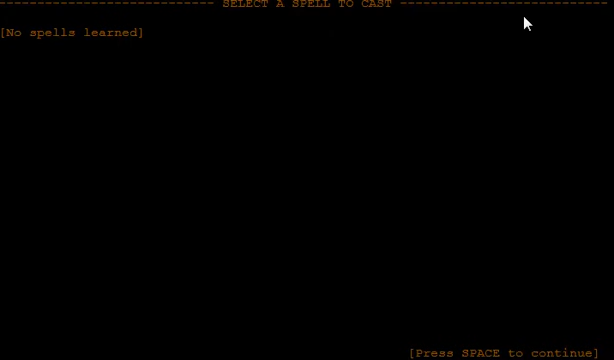 ---------------------------- SELECT A SPELL TO CAST ---------------------------
[No spells learned]
[Press SPACE to continue]